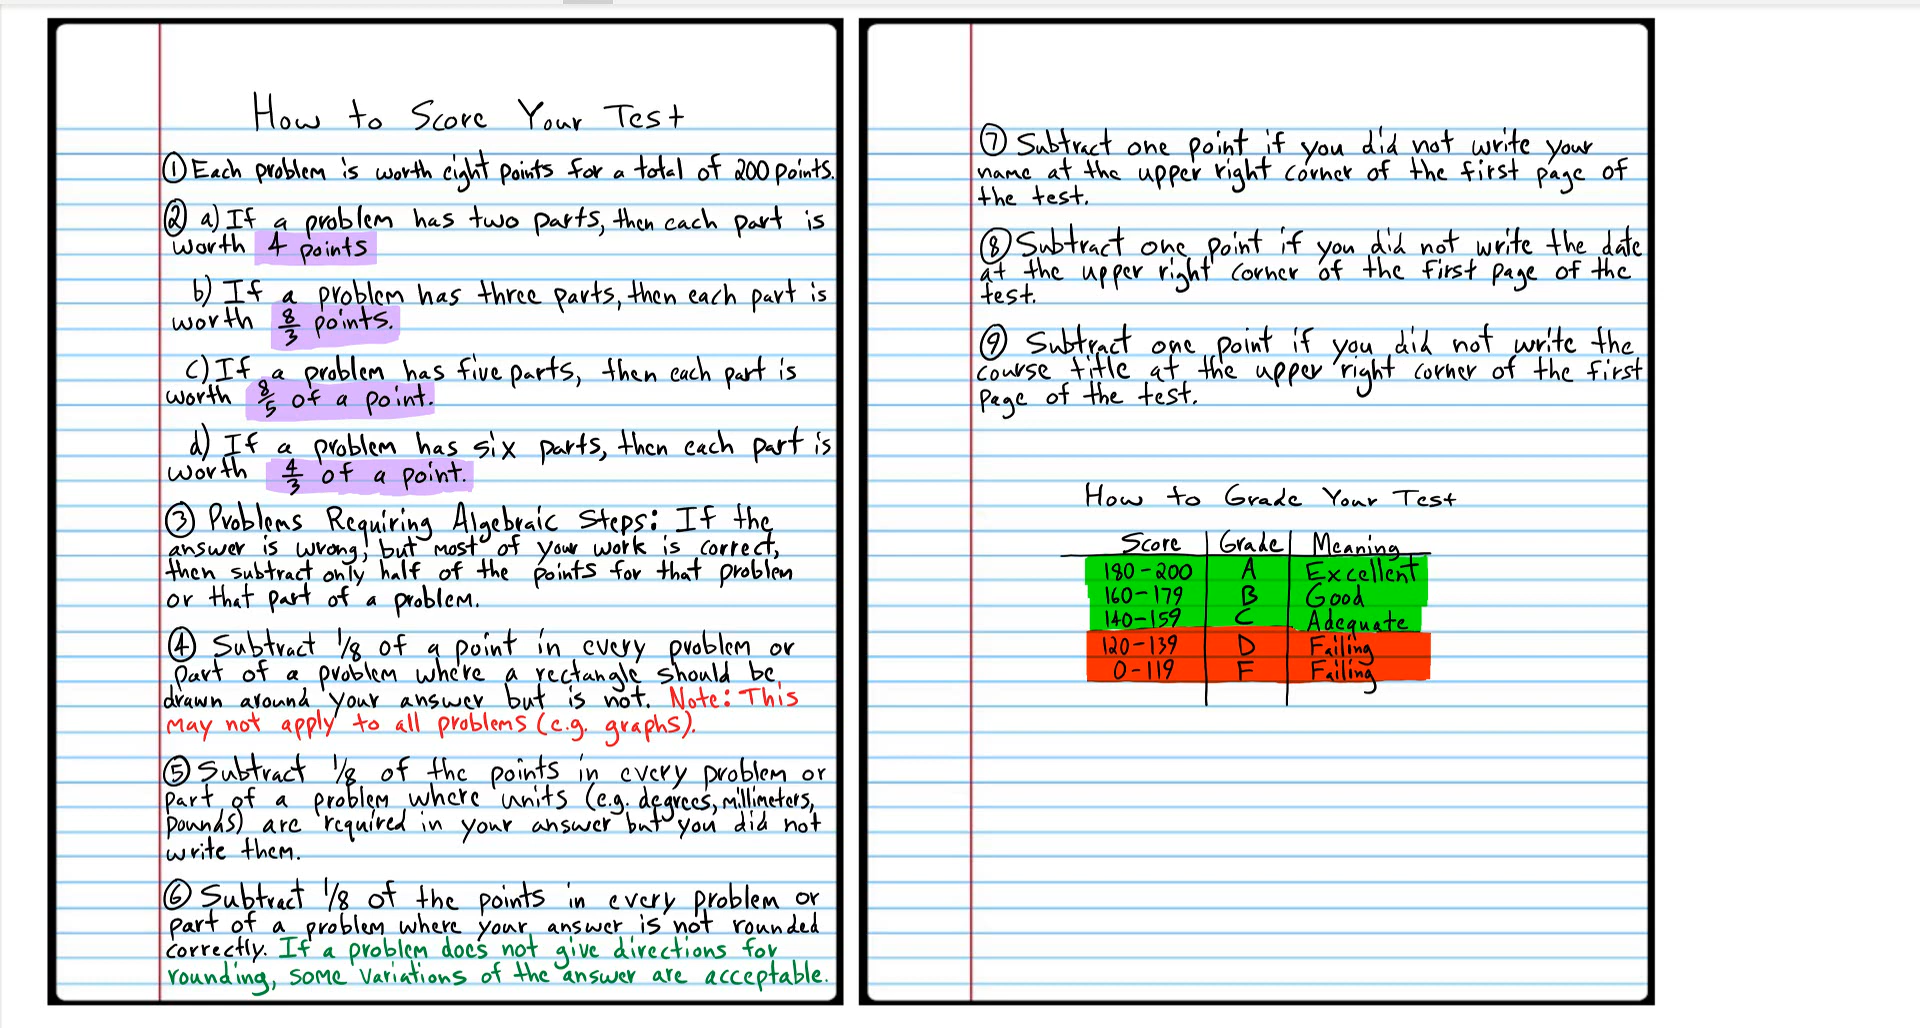 How to Score Your Test
① Each problem is worth eight points for a total of 200 points.
② a) If a problem has two parts, then each part is
worth 4 points
b) If a problem has three parts, then each part is
worth 8/3 points.
c) If a problem has five parts, then each part is
worth 8/5 of a point.
d) If a problem has six parts, then each part is
worth 4/3 of a point.
③ Problems Requiring Algebraic Steps: If the
answer is wrong, but most of your work is correct,
then subtract only half of the points for that problem
or that part of a problem.
④ Subtract 1/8 of a point in every problem or
part of a problem where a rectangle should be
drawn around your answer but is not. Note: This
may not apply to all problems (e.g. graphs).
⑤ Subtract 1/8 of the points in every problem or
part of a problem where units (e.g. degrees, millimeters,
pounds) are required in your answer but you did not
write them.
⑥ Subtract 1/8 of the points in every problem or
part of a problem where your answer is not rounded
correctly. If a problem does not give directions for
rounding, some variations of the answer are acceptable.
⑦ Subtract one point if you did not write your
name at the upper right corner of the first page of
the test.
⑧ Subtract one point if you did not write the date
at the upper right corner of the first page of the
test.
⑨ Subtract one point if you did not write the
course title at the upper right corner of the first
page of the test.
How to Grade Your Test
Score Grade Meaning
180-200 A Excellent
160-179 B Good
140-159 C Adequate
120-139 D Failing
0-119 F Failing